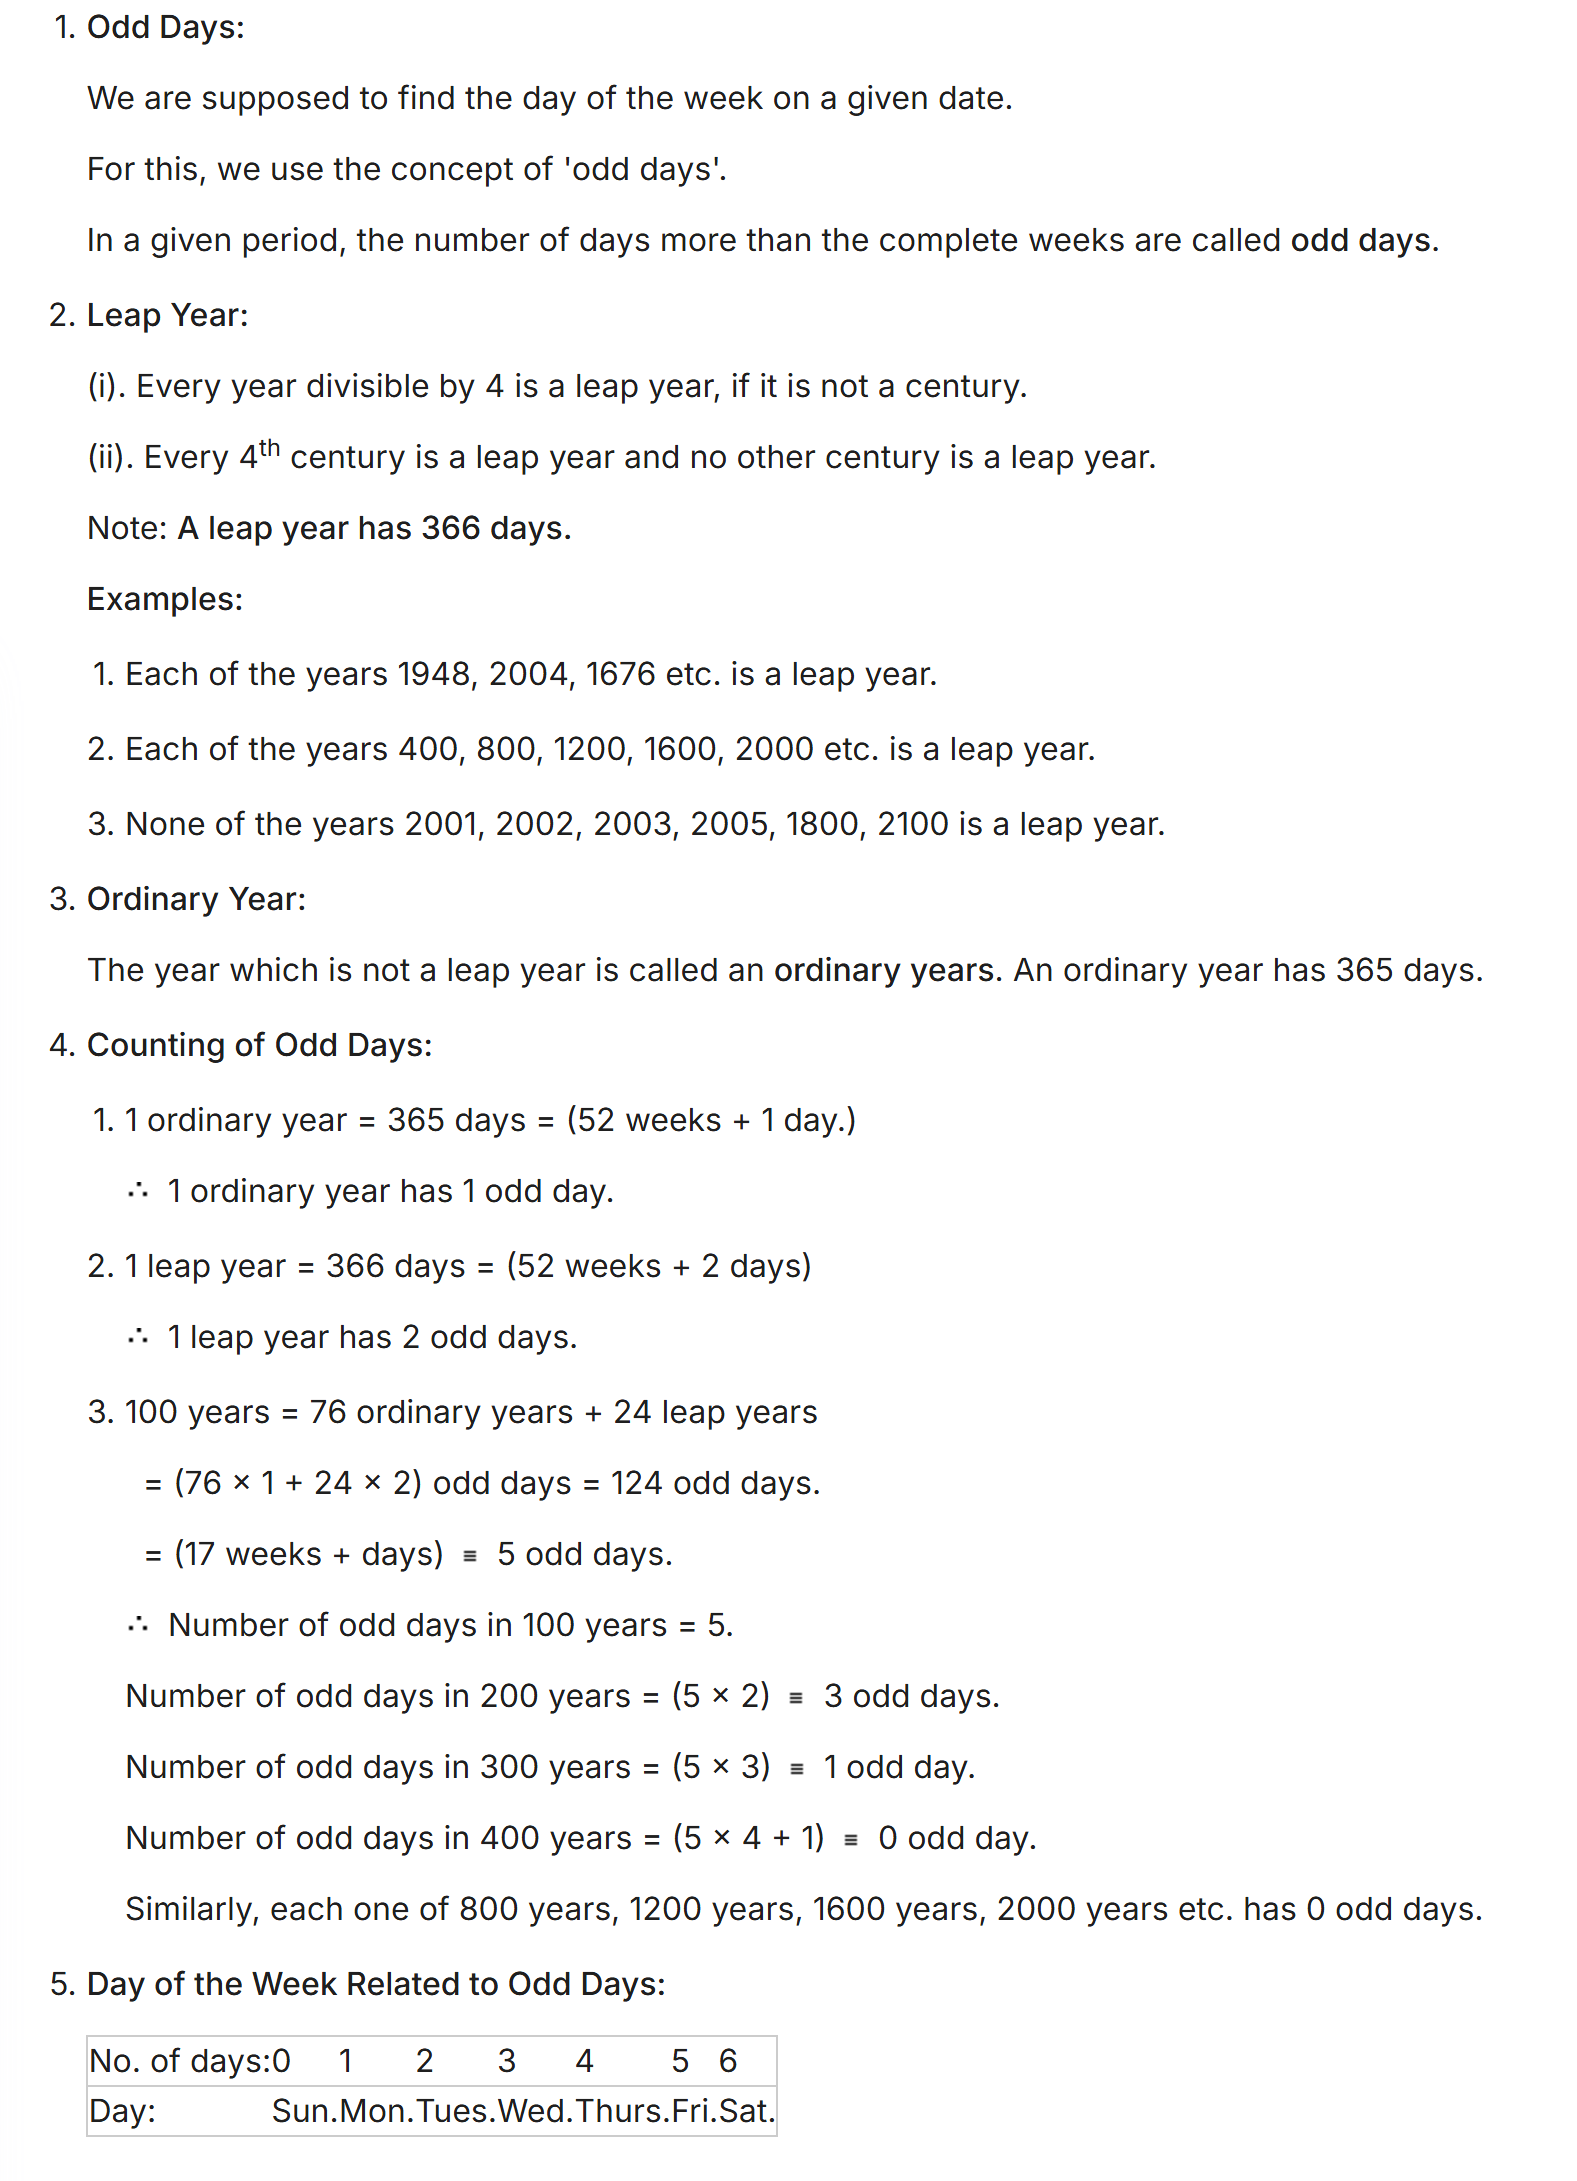 1. Odd Days:
We are supposed to find the day of the week on a given date.
For this, we use the concept of 'odd days'.
In a given period, the number of days more than the complete weeks are called odd days.
2. Leap Year:
(i). Every year divisible by 4 is a leap year, if it is not a century.
(ii). Every 4th century is a leap year and no other century is a leap year.
Note: A leap year has 366 days.
Examples:
1. Each of the years 1948, 2004, 1676 etc. is a leap year.
2. Each of the years 400, 800, 1200, 1600, 2000 etc. is a leap year.
3. None of the years 2001, 2002, 2003, 2005, 1800, 2100 is a leap year.
3. Ordinary Year:
The year which is not a leap year is called an ordinary years. An ordinary year has 365 days.
4. Counting of Odd Days:
1. 1 ordinary year = 365 days = (52 weeks + 1 day.)
∴ 1 ordinary year has 1 odd day.
2. 1 leap year = 366 days = (52 weeks + 2 days)
∴ 1 leap year has 2 odd days.
3. 100 years = 76 ordinary years + 24 leap years
= (76 × 1 + 24 × 2) odd days = 124 odd days.
= (17 weeks + days) ≡ 5 odd days.
∴ Number of odd days in 100 years = 5.
Number of odd days in 200 years = (5 × 2) ≡ 3 odd days.
Number of odd days in 300 years = (5 × 3) ≡ 1 odd day.
Number of odd days in 400 years = (5 × 4 + 1) ≡ 0 odd day.
Similarly, each one of 800 years, 1200 years, 1600 years, 2000 years etc. has 0 odd days.
5. Day of the Week Related to Odd Days:
No. of days: 0 1 2 3 4 5 6
Day: Sun. Mon. Tues. Wed. Thurs. Fri. Sat.